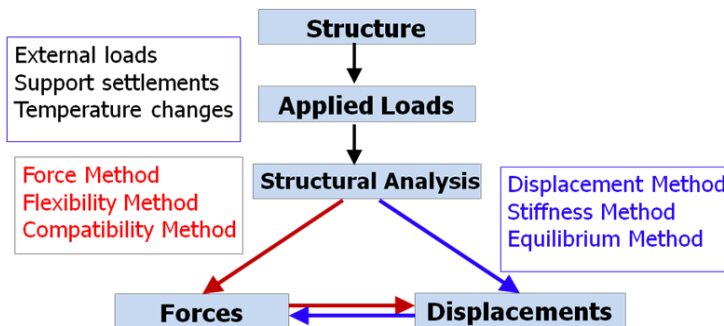 Structure
External loads
Support settlements
Temperature changes
Applied Loads
Force Method
Flexibility Method
Compatibility Method
Structural Analysis
Displacement Method
Stiffness Method
Equilibrium Method
Forces
Displacements